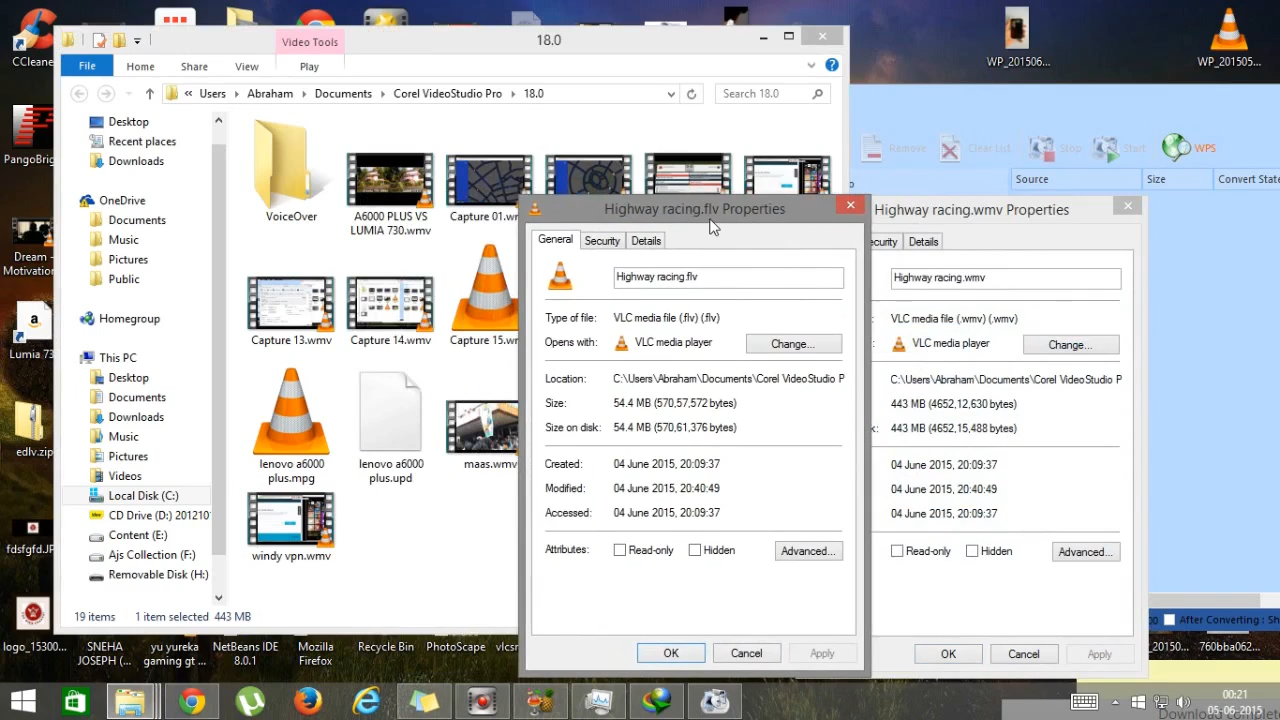 CCleane
PangoBrig
Dream -
Motivation
Lumia 73
edlv.zip
fdsfgfd.JP
logo_15300...
WP_201506...
WP_201505...
Video Tools
18.0
File
Home
Share
View
Play
« Users
Abraham
Documents
Corel VideoStudio Pro
18.0
Search 18.0
Desktop
Recent places
Downloads
OneDrive
Documents
Music
Pictures
Public
Homegroup
This PC
Desktop
Documents
Downloads
Music
Pictures
Videos
Local Disk (C:)
CD Drive (D:) 201210
Content (E:)
Ajs Collection (F:)
Removable Disk (H:)
VoiceOver
A6000 PLUS VS
LUMIA 730.wmv
Capture 01.w
Capture 13.wmv
Capture 14.wmv
Capture 15.w
lenovo a6000
plus.mpg
lenovo a6000
plus.upd
maas.wmv
windy vpn.wmv
19 items
1 item selected
443 MB
Highway racing.flv Properties
General
Security
Details
Highway racing.flv
Type of file:
VLC media file (.flv) (.flv)
Opens with:
VLC media player
Change...
Location:
C:\Users\Abraham\Documents\Corel VideoStudio P
Size:
54.4 MB (570,57,572 bytes)
Size on disk:
54.4 MB (570,61,376 bytes)
Created:
04 June 2015, 20:09:37
Modified:
04 June 2015, 20:40:49
Accessed:
04 June 2015, 20:09:37
Attributes:
Read-only
Hidden
Advanced...
OK
Cancel
Apply
Remove
Clear List
Stop
Start
WPS
Source
Size
Convert State
Highway racing.wmv Properties
ecurity
Details
Highway racing.wmv
VLC media file (.wmv) (.wmv)
VLC media player
Change...
C:\Users\Abraham\Documents\Corel VideoStudio P
443 MB (4652,12,630 bytes)
443 MB (4652,15,488 bytes)
04 June 2015, 20:09:37
04 June 2015, 20:40:49
04 June 2015, 20:09:37
Read-only
Hidden
Advanced...
OK
Cancel
Apply
After Converting : Sh
SNEHA
JOSEPH (...
yu yureka
gaming gt ...
NetBeans IDE
8.0.1
Mozilla
Firefox
Recycle Bin
PhotoScape
vlcsn
760bba062...
00:21
05-06-2015
Download complete